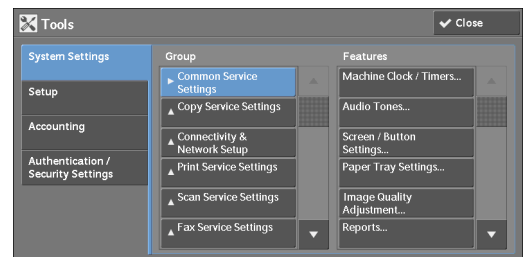 Tools
Close
System Settings
Setup
Accounting
Authentication /
Security Settings
Group
Common Service
Settings
Copy Service Settings
Connectivity &
Network Setup
Print Service Settings
Scan Service Settings
Fax Service Settings
Features
Machine Clock / Timers...
Audio Tones...
Screen / Button
Settings...
Paper Tray Settings...
Image Quality
Adjustment...
Reports...